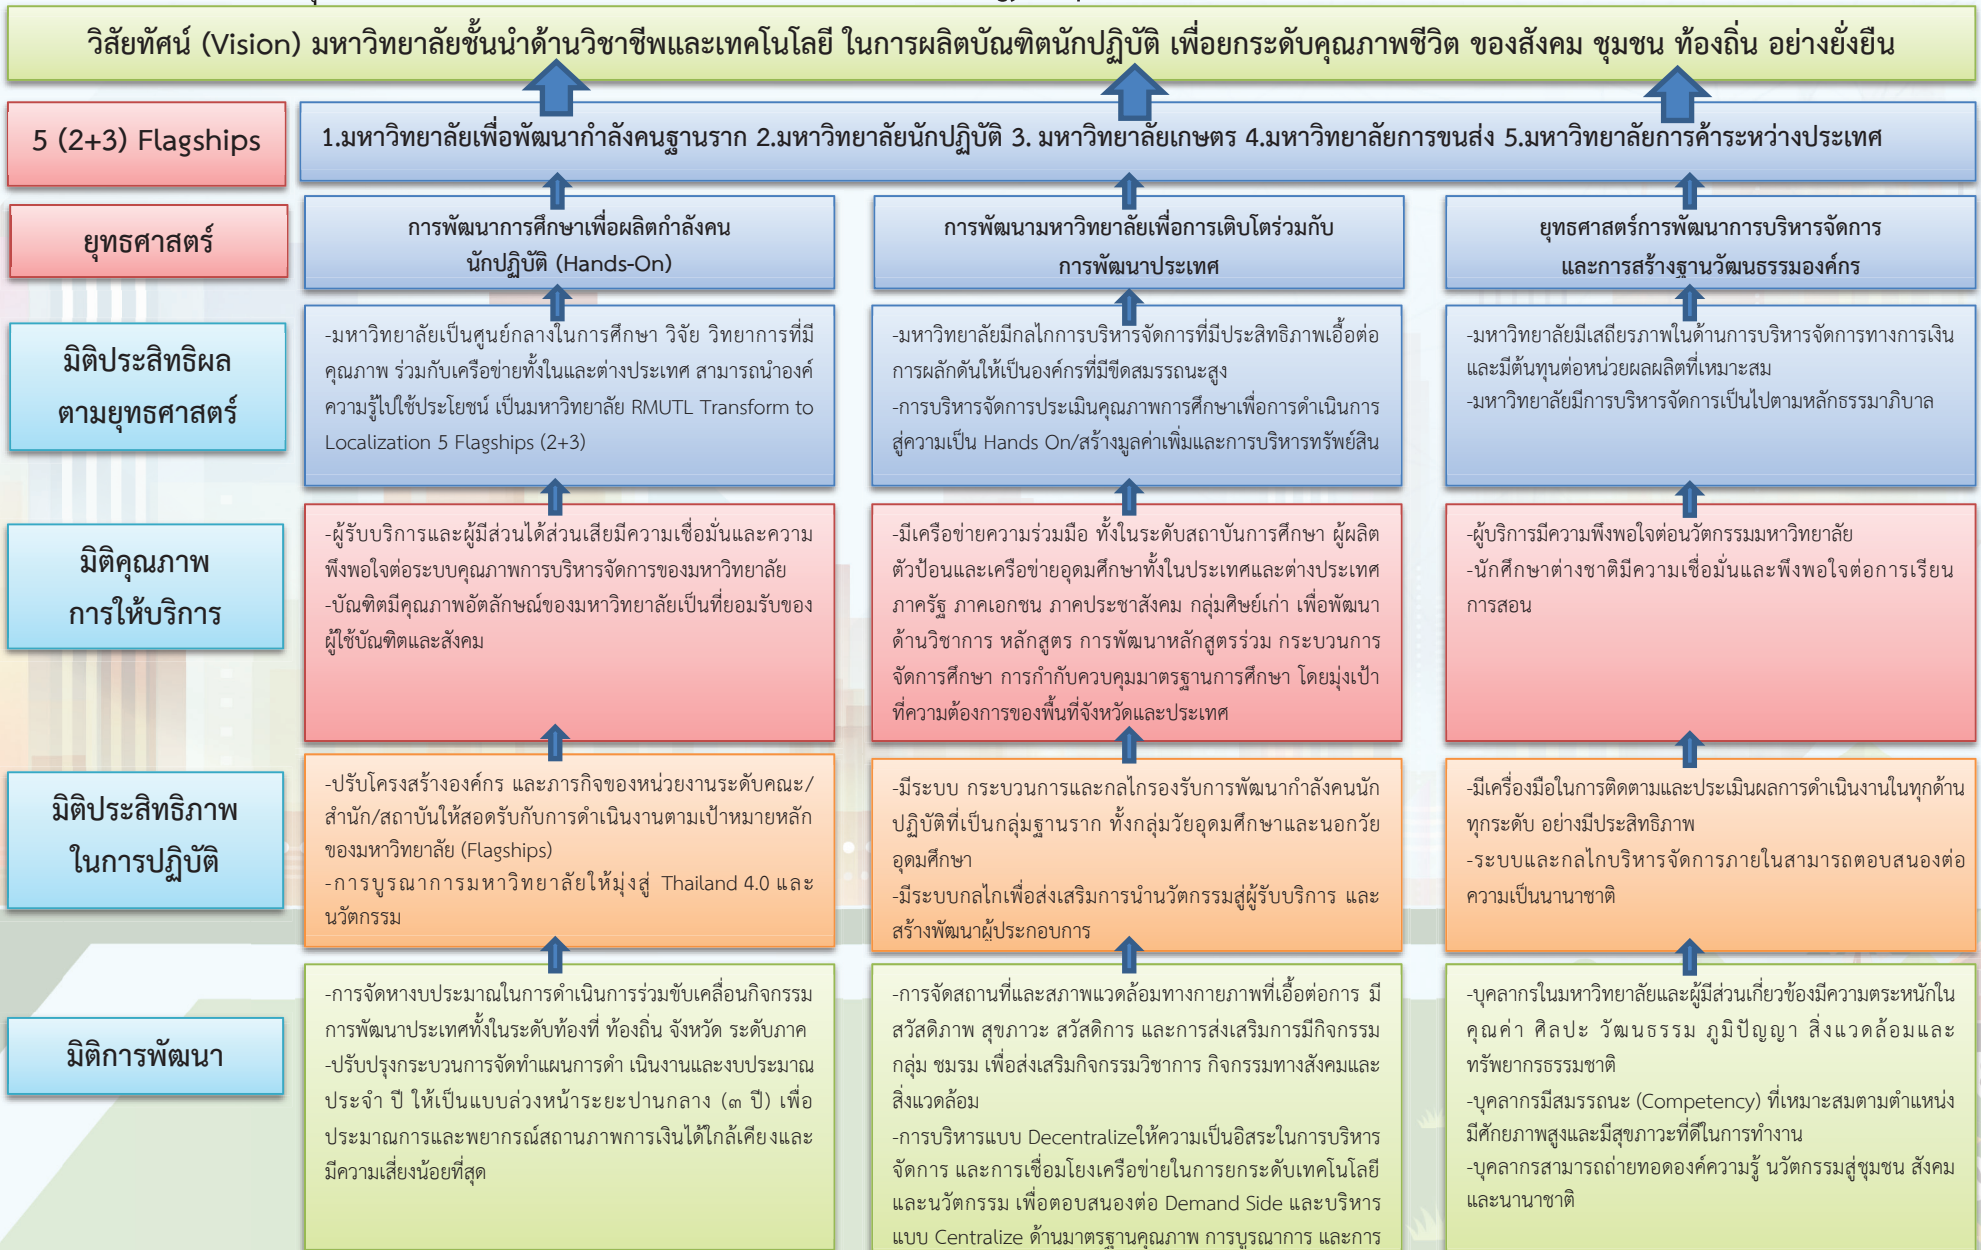 วิสัยทัศน์ (Vision) มหาวิทยาลัยชั้นนำด้านวิชาชีพและเทคโนโลยี ในการผลิตบัณฑิตนักปฏิบัติ เพื่อยกระดับคุณภาพชีวิต ของสังคม ชุมชน ท้องถิ่น อย่างยั่งยืน
5 (2+3) Flagships
1.มหาวิทยาลัยเพื่อพัฒนากำลังคนฐานราก 2.มหาวิทยาลัยนักปฏิบัติ 3. มหาวิทยาลัยเกษตร 4.มหาวิทยาลัยการขนส่ง 5.มหาวิทยาลัยการค้าระหว่างประเทศ
ยุทธศาสตร์
การพัฒนาการศึกษาเพื่อผลิตกำลังคน
นักปฏิบัติ (Hands-On)
การพัฒนามหาวิทยาลัยเพื่อการเติบโตร่วมกับ
การพัฒนาประเทศ
ยุทธศาสตร์การพัฒนาการบริหารจัดการ
และการสร้างฐานวัฒนธรรมองค์กร
มิติประสิทธิผล
ตามยุทธศาสตร์
-มหาวิทยาลัยเป็นศูนย์กลางในการศึกษา วิจัย วิทยาการที่มี
คุณภาพ ร่วมกับเครือข่ายทั้งในและต่างประเทศ สามารถนำองค์
ความรู้ไปใช้ประโยชน์ เป็นมหาวิทยาลัย RMUTL Transform to
Localization 5 Flagships (2+3)
-มหาวิทยาลัยมีกลไกการบริหารจัดการที่มีประสิทธิภาพเอื้อต่อ
การผลักดันให้เป็นองค์กรที่มีขีดสมรรถนะสูง
-การบริหารจัดการประเมินคุณภาพการศึกษาเพื่อการดำเนินการ
สู่ความเป็น Hands On/สร้างมูลค่าเพิ่มและการบริหารทรัพย์สิน
-มหาวิทยาลัยมีเสถียรภาพในด้านการบริหารจัดการทางการเงิน
และมีต้นทุนต่อหน่วยผลผลิตที่เหมาะสม
-มหาวิทยาลัยมีการบริหารจัดการเป็นไปตามหลักธรรมาภิบาล
มิติคุณภาพ
การให้บริการ
-ผู้รับบริการและผู้มีส่วนได้ส่วนเสียมีความเชื่อมั่นและความ
พึงพอใจต่อระบบคุณภาพการบริหารจัดการของมหาวิทยาลัย
-บัณฑิตมีคุณภาพอัตลักษณ์ของมหาวิทยาลัยเป็นที่ยอมรับของ
ผู้ใช้บัณฑิตและสังคม
-มีเครือข่ายความร่วมมือ ทั้งในระดับสถาบันการศึกษา ผู้ผลิต
ตัวป้อนและเครือข่ายอุดมศึกษาทั้งในประเทศและต่างประเทศ
ภาครัฐ ภาคเอกชน ภาคประชาสังคม กลุ่มศิษย์เก่า เพื่อพัฒนา
ด้านวิชาการ หลักสูตร การพัฒนาหลักสูตรร่วม กระบวนการ
จัดการศึกษา การกำกับควบคุมมาตรฐานการศึกษา โดยมุ่งเป้า
ที่ความต้องการของพื้นที่จังหวัดและประเทศ
-ผู้บริการมีความพึงพอใจต่อนวัตกรรมมหาวิทยาลัย
-นักศึกษาต่างชาติมีความเชื่อมั่นและพึงพอใจต่อการเรียน
การสอน
มิติประสิทธิภาพ
ในการปฏิบัติ
-ปรับโครงสร้างองค์กร และภารกิจของหน่วยงานระดับคณะ/
สำนัก/สถาบันให้สอดรับกับการดำเนินงานตามเป้าหมายหลัก
ของมหาวิทยาลัย (Flagships)
-การบูรณาการมหาวิทยาลัยให้มุ่งสู่ Thailand 4.0 และ
นวัตกรรม
-มีระบบ กระบวนการและกลไกรองรับการพัฒนากำลังคนนัก
ปฏิบัติที่เป็นกลุ่มฐานราก ทั้งกลุ่มวัยอุดมศึกษาและนอกวัย
อุดมศึกษา
-มีระบบกลไกเพื่อส่งเสริมการนำนวัตกรรมสู่ผู้รับบริการ และ
สร้างพัฒนาผู้ประกอบการ
-มีเครื่องมือในการติดตามและประเมินผลการดำเนินงานในทุกด้าน
ทุกระดับ อย่างมีประสิทธิภาพ
-ระบบและกลไกบริหารจัดการภายในสามารถตอบสนองต่อ
ความเป็นนานาชาติ
มิติการพัฒนา
-การจัดหางบประมาณในการดำเนินการร่วมขับเคลื่อนกิจกรรม
การพัฒนาประเทศทั้งในระดับท้องที่ ท้องถิ่น จังหวัด ระดับภาค
-ปรับปรุงกระบวนการจัดทำแผนการดำ เนินงานและงบประมาณ
ประจำ ปี ให้เป็นแบบล่วงหน้าระยะปานกลาง (๓ ปี) เพื่อ
ประมาณการและพยากรณ์สถานภาพการเงินได้ใกล้เคียงและ
มีความเสี่ยงน้อยที่สุด
-การจัดสถานที่และสภาพแวดล้อมทางกายภาพที่เอื้อต่อการ มี
สวัสดิภาพ สุขภาวะ สวัสดิการ และการส่งเสริมการมีกิจกรรม
กลุ่ม ชมรม เพื่อส่งเสริมกิจกรรมวิชาการ กิจกรรมทางสังคมและ
สิ่งแวดล้อม
-การบริหารแบบ Decentralizeให้ความเป็นอิสระในการบริหาร
จัดการ และการเชื่อมโยงเครือข่ายในการยกระดับเทคโนโลยี
และนวัตกรรม เพื่อตอบสนองต่อ Demand Side และบริหาร
แบบ Centralize ด้านมาตรฐานคุณภาพ การบูรณาการ และการ
-บุคลากรในมหาวิทยาลัยและผู้มีส่วนเกี่ยวข้องมีความตระหนักใน
คุณค่า ศิลปะ วัฒนธรรม ภูมิปัญญา สิ่งแวดล้อมและ
ทรัพยากรธรรมชาติ
-บุคลากรมีสมรรถนะ (Competency) ที่เหมาะสมตามตำแหน่ง
มีศักยภาพสูงและมีสุขภาวะที่ดีในการทำงาน
-บุคลากรสามารถถ่ายทอดองค์ความรู้ นวัตกรรมสู่ชุมชน สังคม
และนานาชาติ